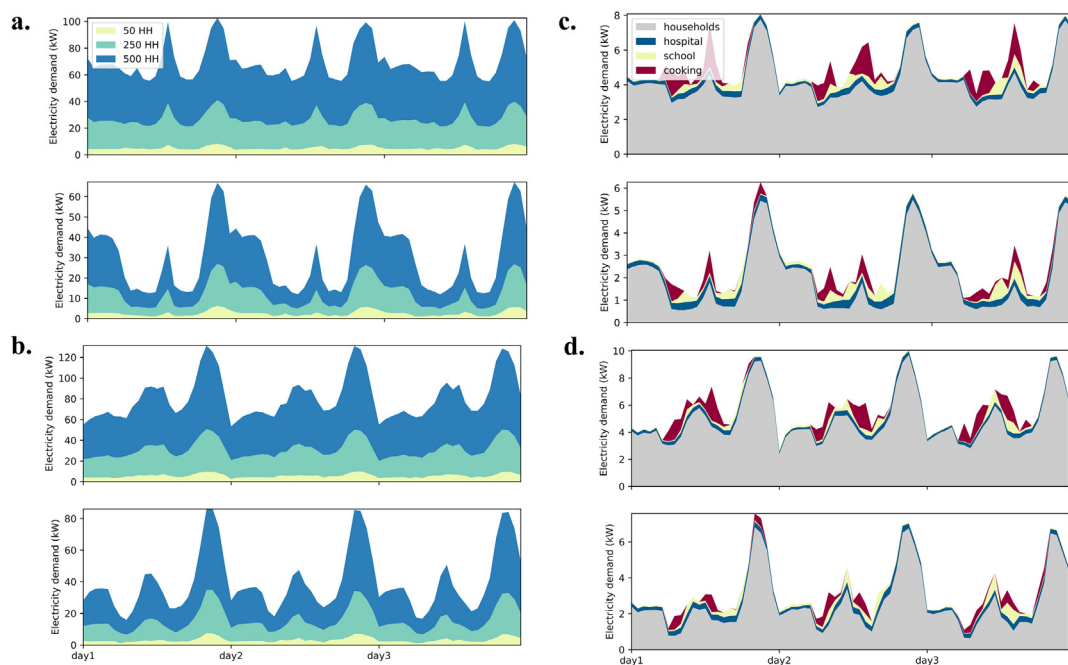 a.
Electricity demand (kW)
100
80
60
40
20
0
50 HH
250 HH
500 HH
Electricity demand (kW)
60
50
40
30
20
10
0
b.
Electricity demand (kW)
120
100
80
60
40
20
0
Electricity demand (kW)
80
60
40
20
0
day1 day2 day3
c.
Electricity demand (kW)
8
6
4
2
0
households
hospital
school
cooking
Electricity demand (kW)
6
5
4
3
2
1
0
d.
Electricity demand (kW)
10
8
6
4
2
0
Electricity demand (kW)
6
4
2
0
day1 day2 day3